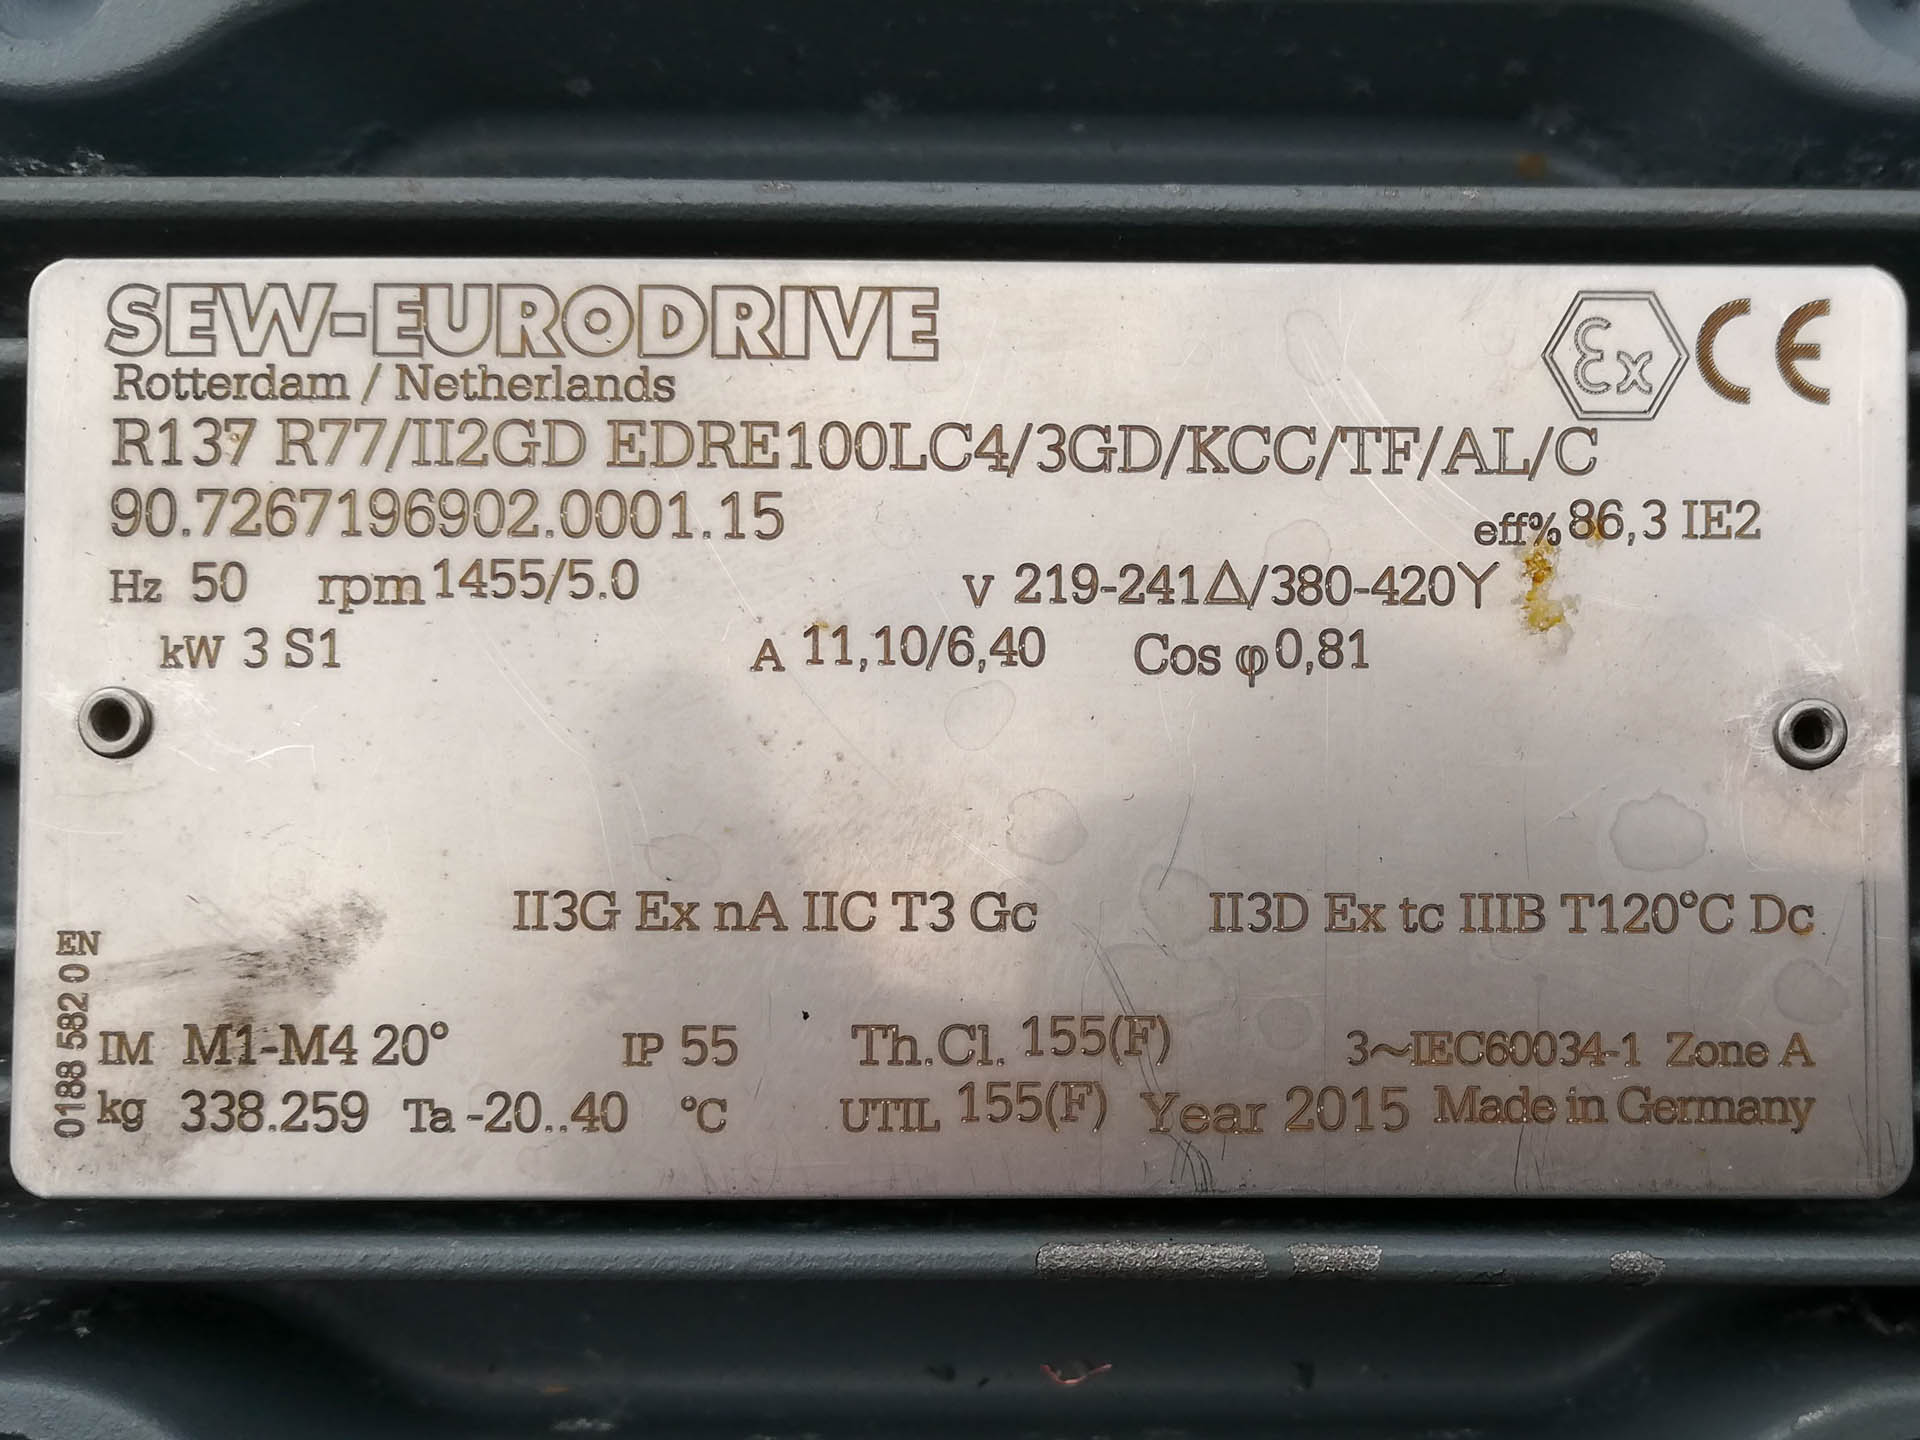 SEW-EURODRIVE
Ex CE
Rotterdam / Netherlands
R137 R77/II2GD EDRE100LC4/3GD/KCC/TF/AL/C
90.7267196902.0001.15 eff% 86,3 IE2
Hz 50 rpm 1455/5.0 V 219-241Δ/380-420Y
kW 3 S1 A 11,10/6,40 Cos φ 0,81
II3G Ex nA IIC T3 Gc II3D Ex tc IIIB T120°C Dc
IM M1-M4 20° IP 55 Th.Cl. 155(F) 3~IEC60034-1 Zone A
kg 338.259 Ta -20..40 °C UTIL 155(F) Year 2015 Made in Germany
0188 582 0 EN